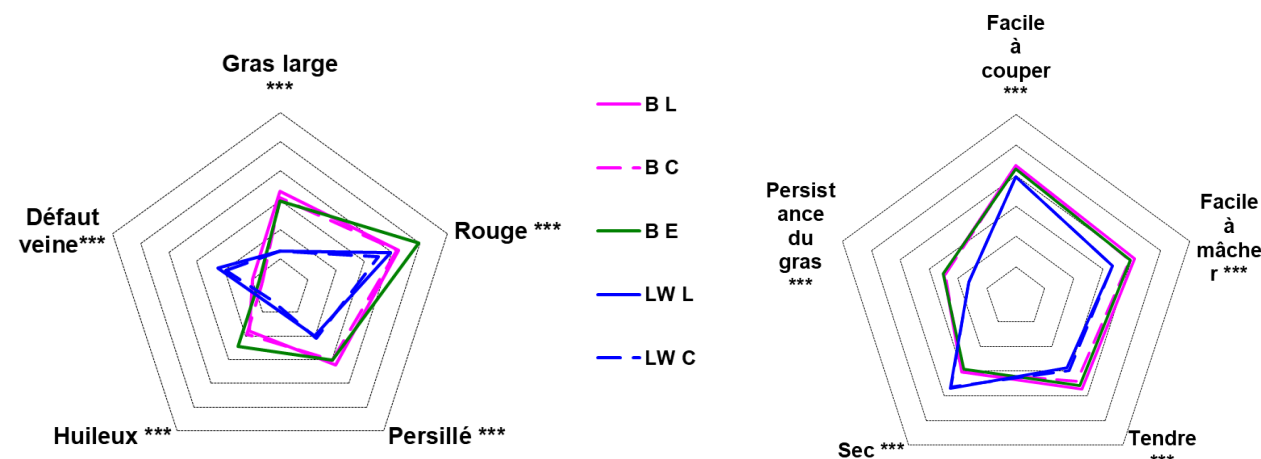 Gras large
***
Rouge ***
Persillé ***
Huileux ***
Défaut
veine***
B L
B C
B E
LW L
LW C
Facile
à
couper
***
Facile
à
mâche
r ***
Tendre
***
Sec ***
Persist
ance
du
gras
***